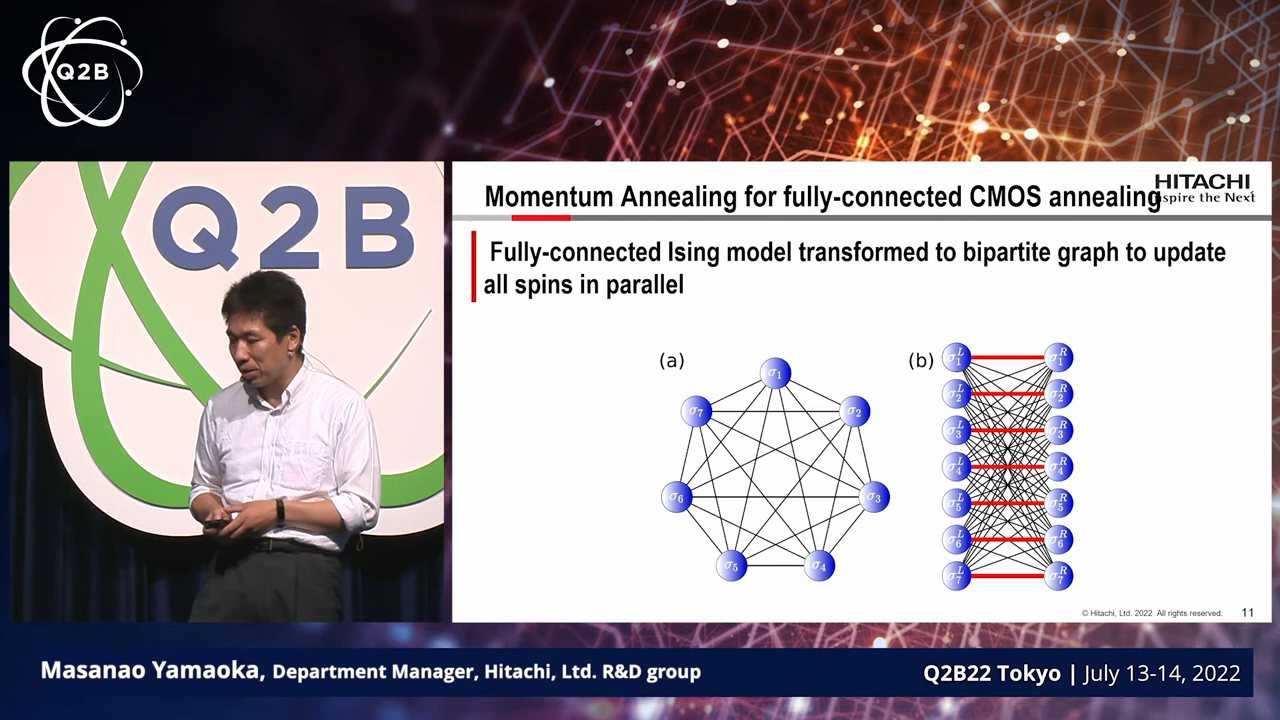 Q2B
Q2B
HITACHI
Momentum Annealing for fully-connected CMOS annealing
spire the Next
Fully-connected Ising model transformed to bipartite graph to update
all spins in parallel
(a)
σ1
σ7
σ2
σ6
σ3
σ5
σ4
(b)
σ1L σ1R
σ2L σ2R
σ3L σ3R
σ4L σ4R
σ5L σ5R
σ6L σ6R
σ7L σ7R
© Hitachi, Ltd. 2022 All rights reserved. 11
Masanao Yamaoka, Department Manager, Hitachi, Ltd. R&D group
Q2B22 Tokyo | July 13-14, 2022